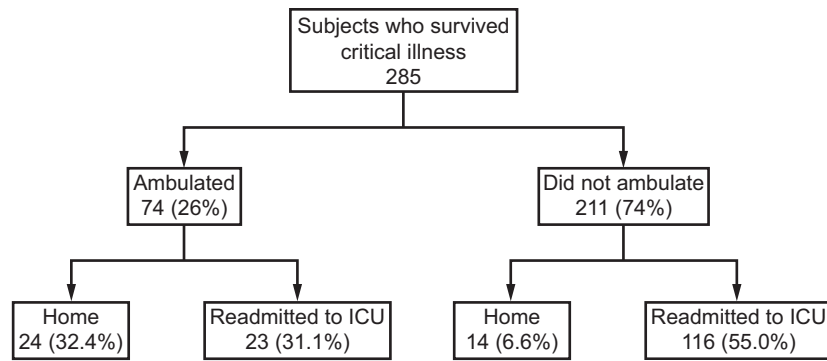 Subjects who survived
critical illness
285
Ambulated
74 (26%)
Did not ambulate
211 (74%)
Home
24 (32.4%)
Readmitted to ICU
23 (31.1%)
Home
14 (6.6%)
Readmitted to ICU
116 (55.0%)